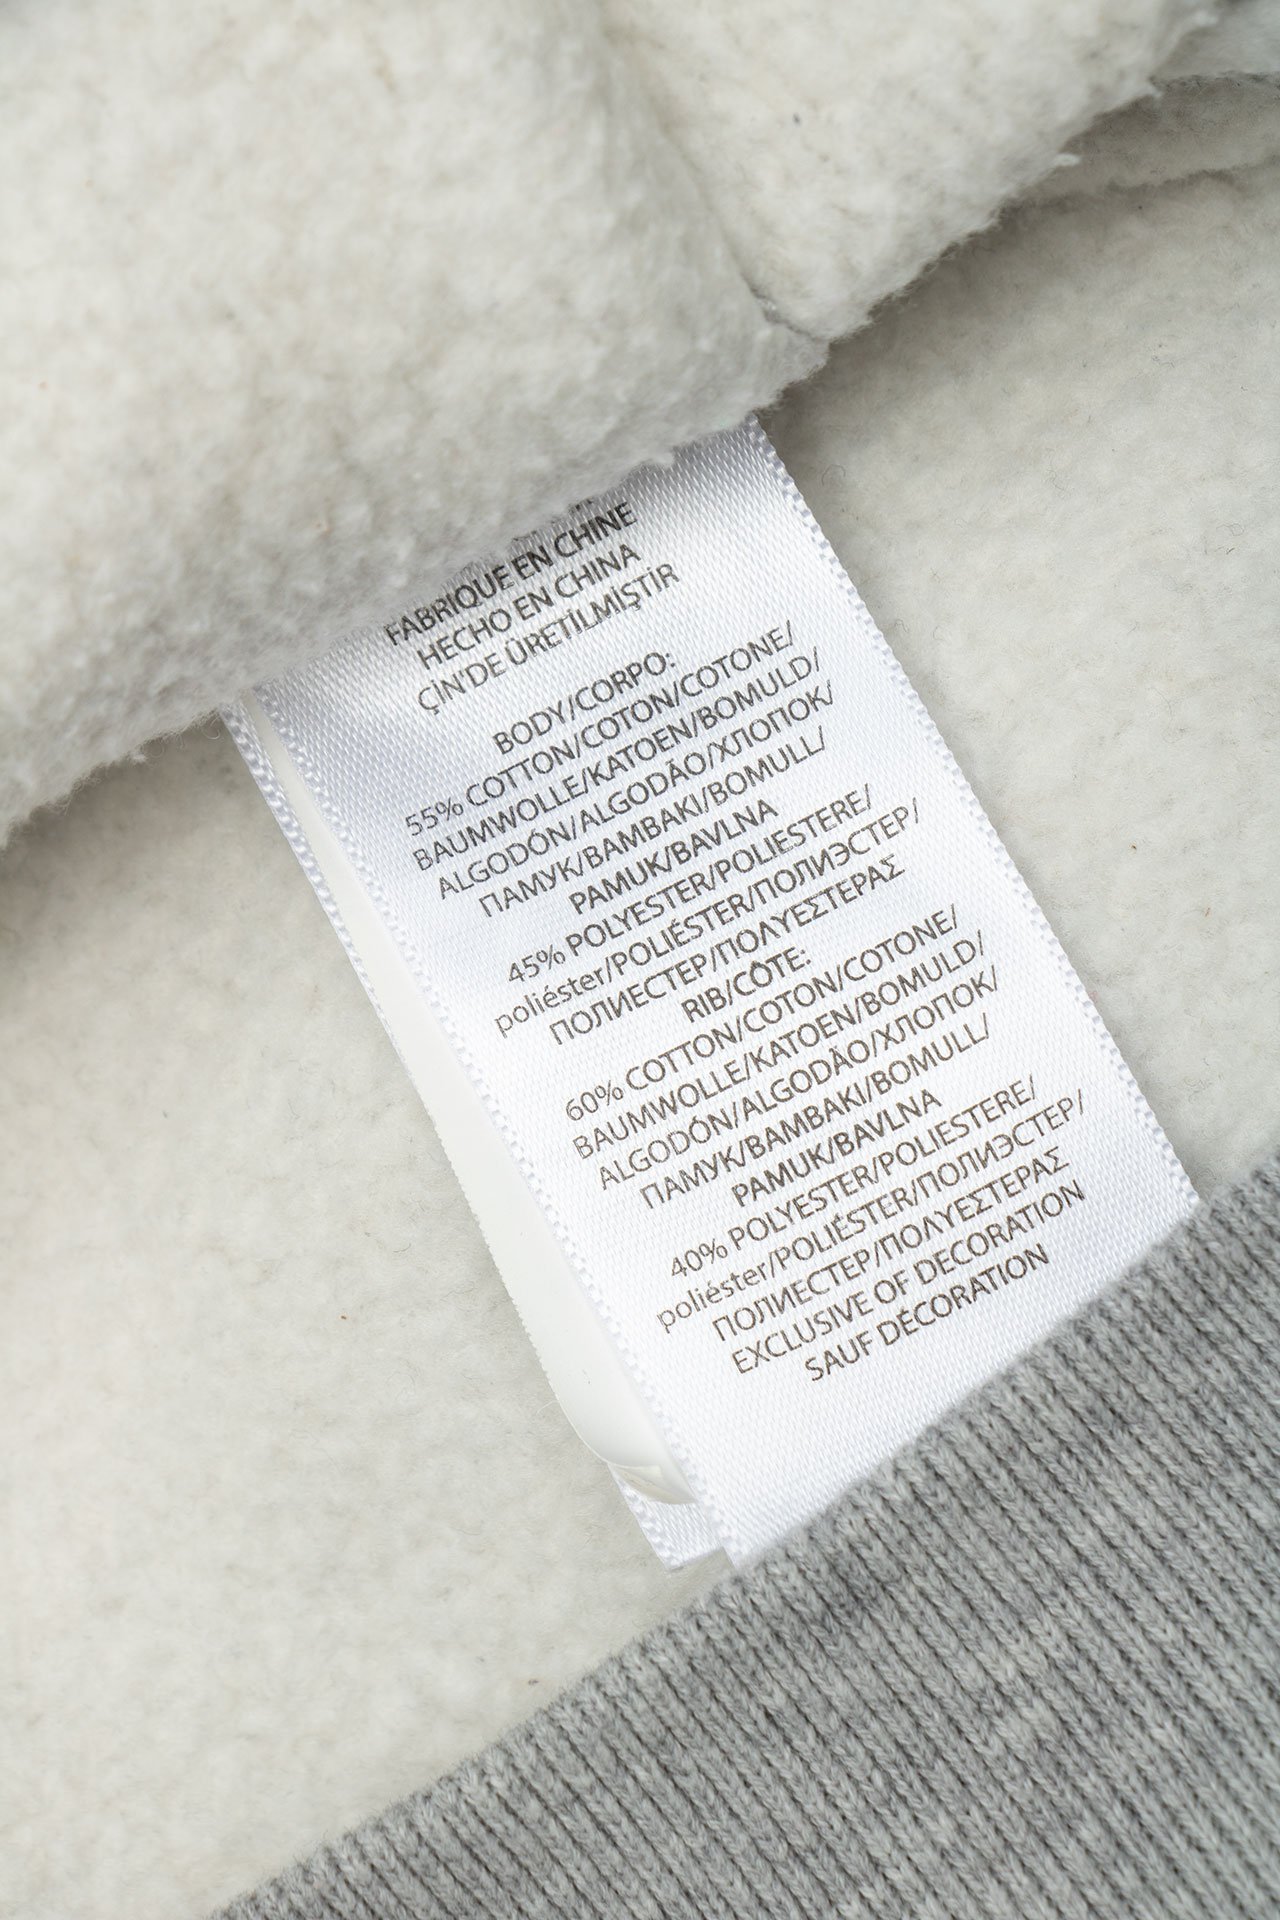 FABRIQUE EN CHINE
HECHO EN CHINA
ÇİN'DE ÜRETİLMİŞTİR
BODY/CORPO:
55% COTTON/COTON/COTONE/
BAUMWOLLE/KATOEN/BOMULD/
ALGODÓN/ALGODÃO/ХЛОПОК/
ПАМУК/BAMBAKI/BOMULL/
PAMUK/BAVLNA
45% POLYESTER/POLIESTERE/
poliéster/POLIÉSTER/ПОЛИЭСТЕР/
ПОЛИЕСТЕР/ΠΟΛΥΕΣΤΕΡΑΣ
RIB/CÔTE:
60% COTTON/COTON/COTONE/
BAUMWOLLE/KATOEN/BOMULD/
ALGODÓN/ALGODÃO/ХЛОПОК/
ПАМУК/BAMBAKI/BOMULL/
PAMUK/BAVLNA
40% POLYESTER/POLIESTERE/
poliéster/POLIÉSTER/ПОЛИЭСТЕР/
ПОЛИЕСТЕР/ΠΟΛΥΕΣΤΕΡΑΣ
EXCLUSIVE OF DECORATION
SAUF DÉCORATION